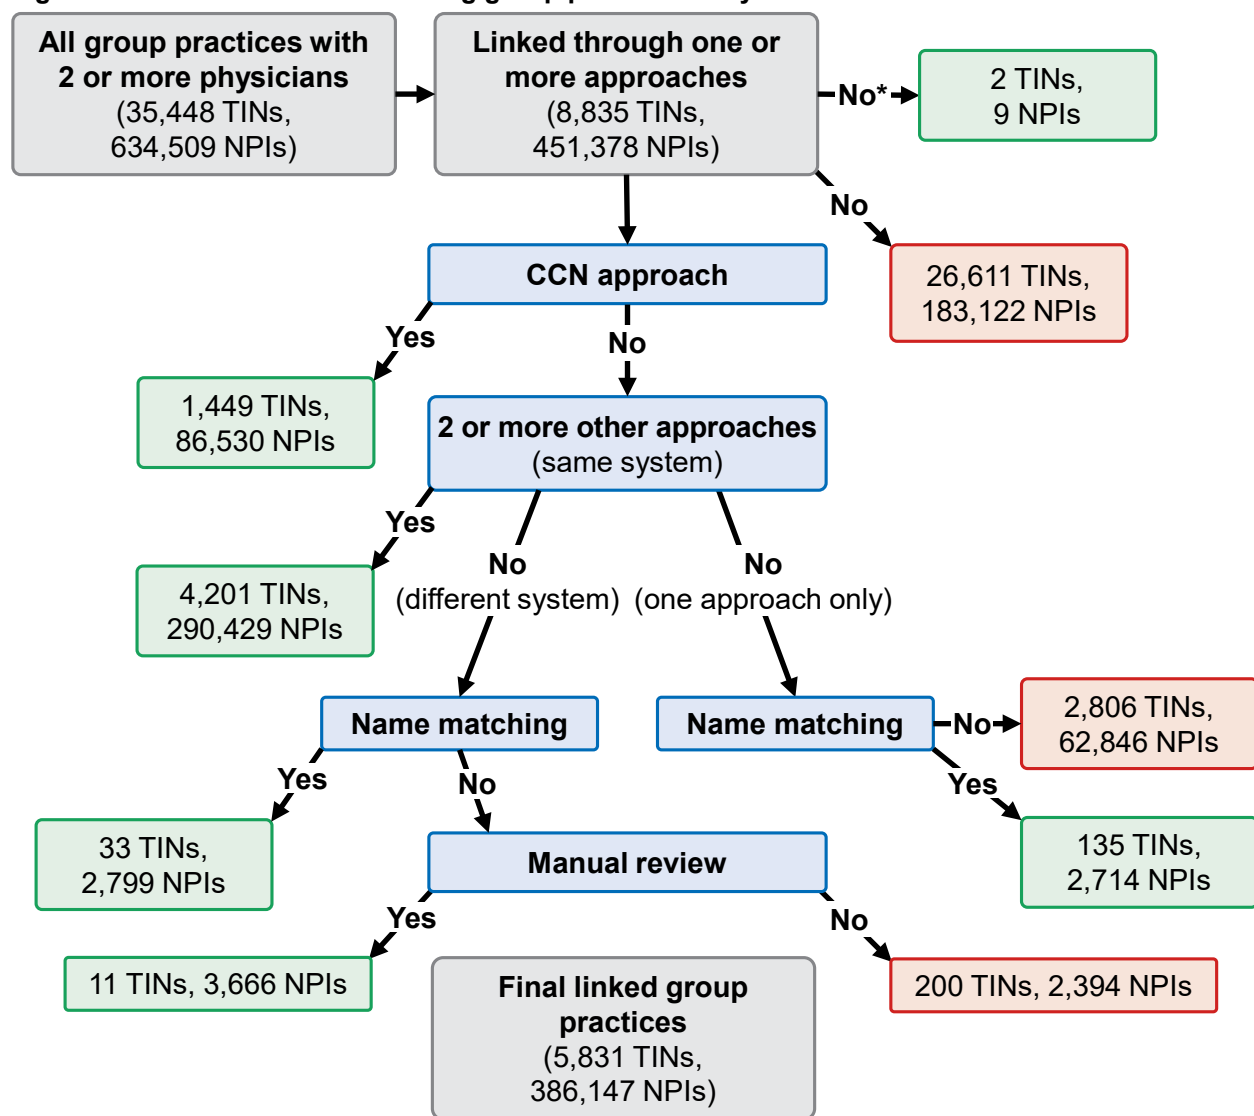 All group practices with
2 or more physicians
(35,448 TINs,
634,509 NPIs)
Linked through one or
more approaches
(8,835 TINs,
451,378 NPIs)
No*
2 TINs,
9 NPIs
No
26,611 TINs,
183,122 NPIs
CCN approach
Yes
No
1,449 TINs,
86,530 NPIs
2 or more other approaches
(same system)
Yes
4,201 TINs,
290,429 NPIs
No
(different system)
No
(one approach only)
Name matching
Name matching
No
2,806 TINs,
62,846 NPIs
Yes
135 TINs,
2,714 NPIs
Yes
No
33 TINs,
2,799 NPIs
Manual review
Yes
No
11 TINs, 3,666 NPIs
200 TINs, 2,394 NPIs
Final linked group
practices
(5,831 TINs,
386,147 NPIs)